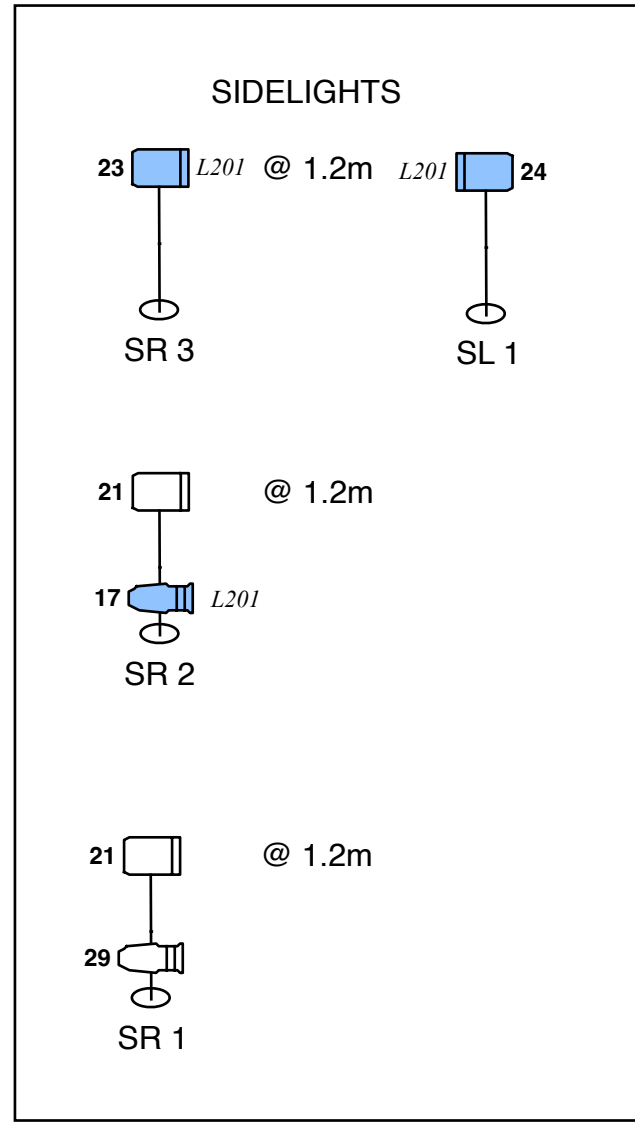 SIDELIGHTS
23 L201 @ 1.2m L201 24
SR 3 SL 1
21 @ 1.2m
17 L201
SR 2
21 @ 1.2m
29
SR 1